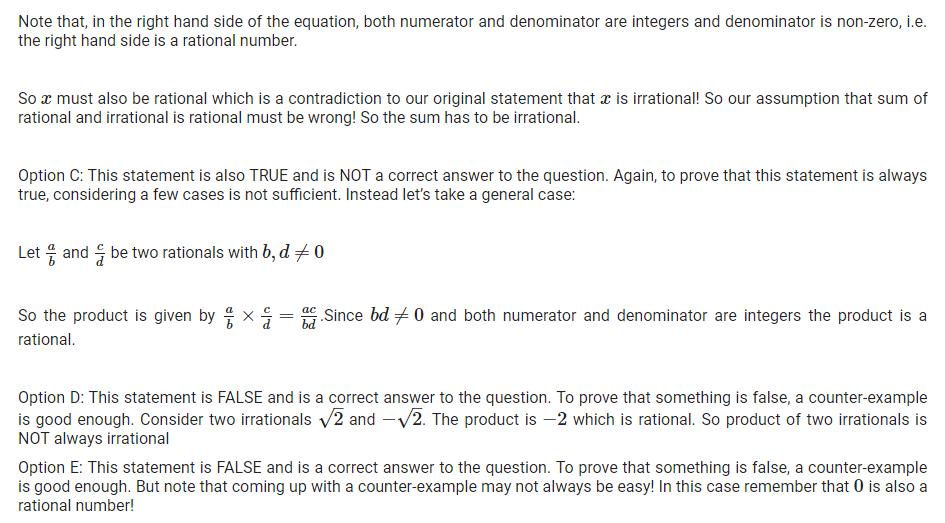 Note that, in the right hand side of the equation, both numerator and denominator are integers and denominator is non-zero, i.e.
the right hand side is a rational number.
So x must also be rational which is a contradiction to our original statement that x is irrational! So our assumption that sum of
rational and irrational is rational must be wrong! So the sum has to be irrational.
Option C: This statement is also TRUE and is NOT a correct answer to the question. Again, to prove that this statement is always
true, considering a few cases is not sufficient. Instead let's take a general case:
Let a/b and c/d be two rationals with b, d ≠ 0
So the product is given by a/b × c/d = ac/bd .Since bd ≠ 0 and both numerator and denominator are integers the product is a
rational.
Option D: This statement is FALSE and is a correct answer to the question. To prove that something is false, a counter-example
is good enough. Consider two irrationals √2 and −√2. The product is −2 which is rational. So product of two irrationals is
NOT always irrational
Option E: This statement is FALSE and is a correct answer to the question. To prove that something is false, a counter-example
is good enough. But note that coming up with a counter-example may not always be easy! In this case remember that 0 is also a
rational number!